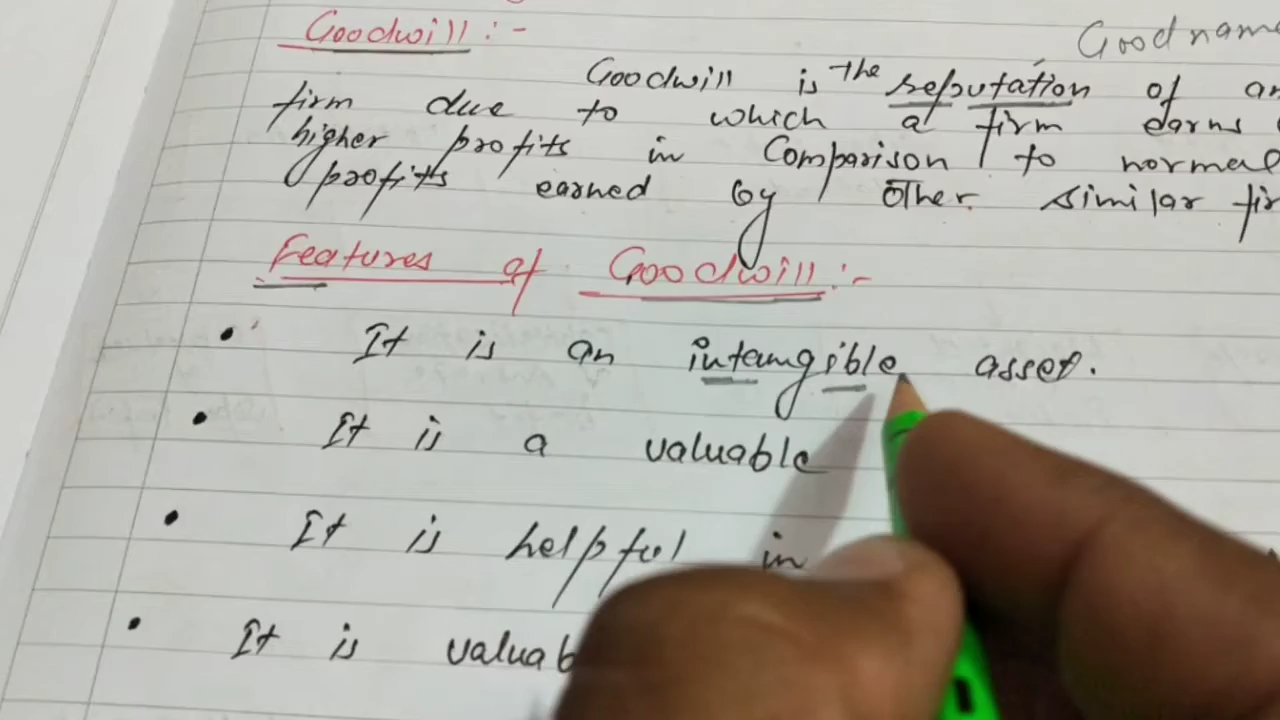 Goodwill :-
Good name
Goodwill is the reputation of an
firm due to which a firm earns
higher profits in Comparison to normal
profits earned by other similar fir
Features of Goodwill :-
• It is an intangible asset.
• It is a valuable
• It is helpful in
• It is valuab